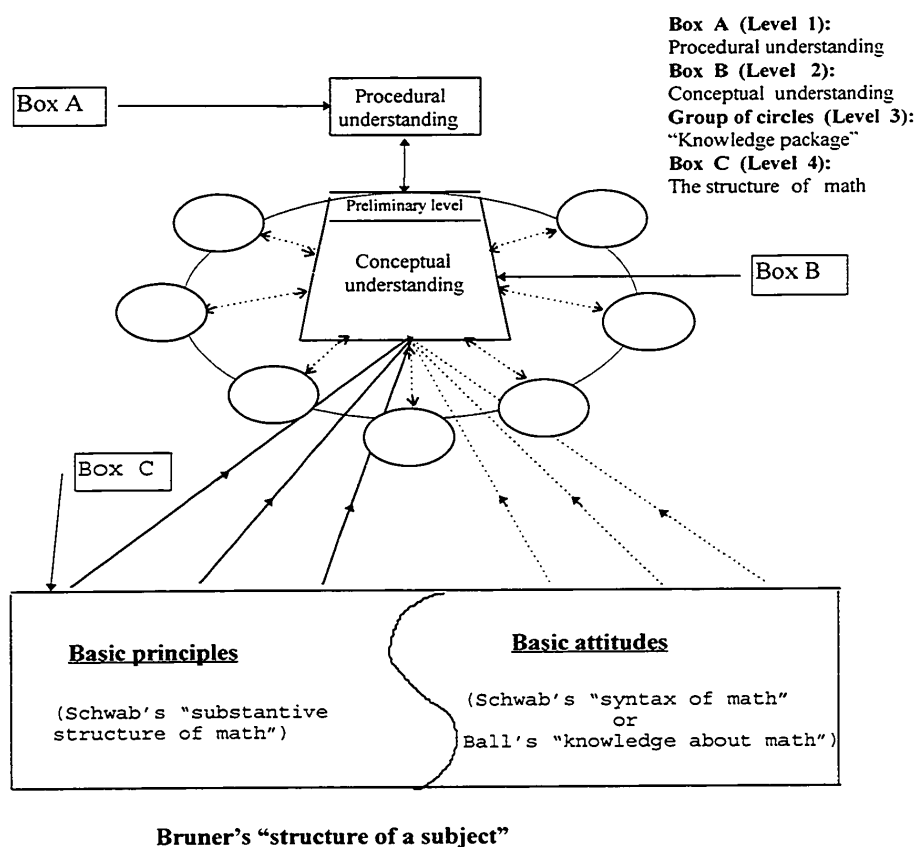 Box A (Level 1):
Procedural understanding
Box B (Level 2):
Conceptual understanding
Group of circles (Level 3):
“Knowledge package”
Box C (Level 4):
The structure of math
Box A
Procedural
understanding
Preliminary level
Conceptual
understanding
Box B
Box C
Basic principles
(Schwab's “substantive
structure of math”)
Basic attitudes
(Schwab's “syntax of math”
or
Ball's “knowledge about math”)
Bruner's “structure of a subject”